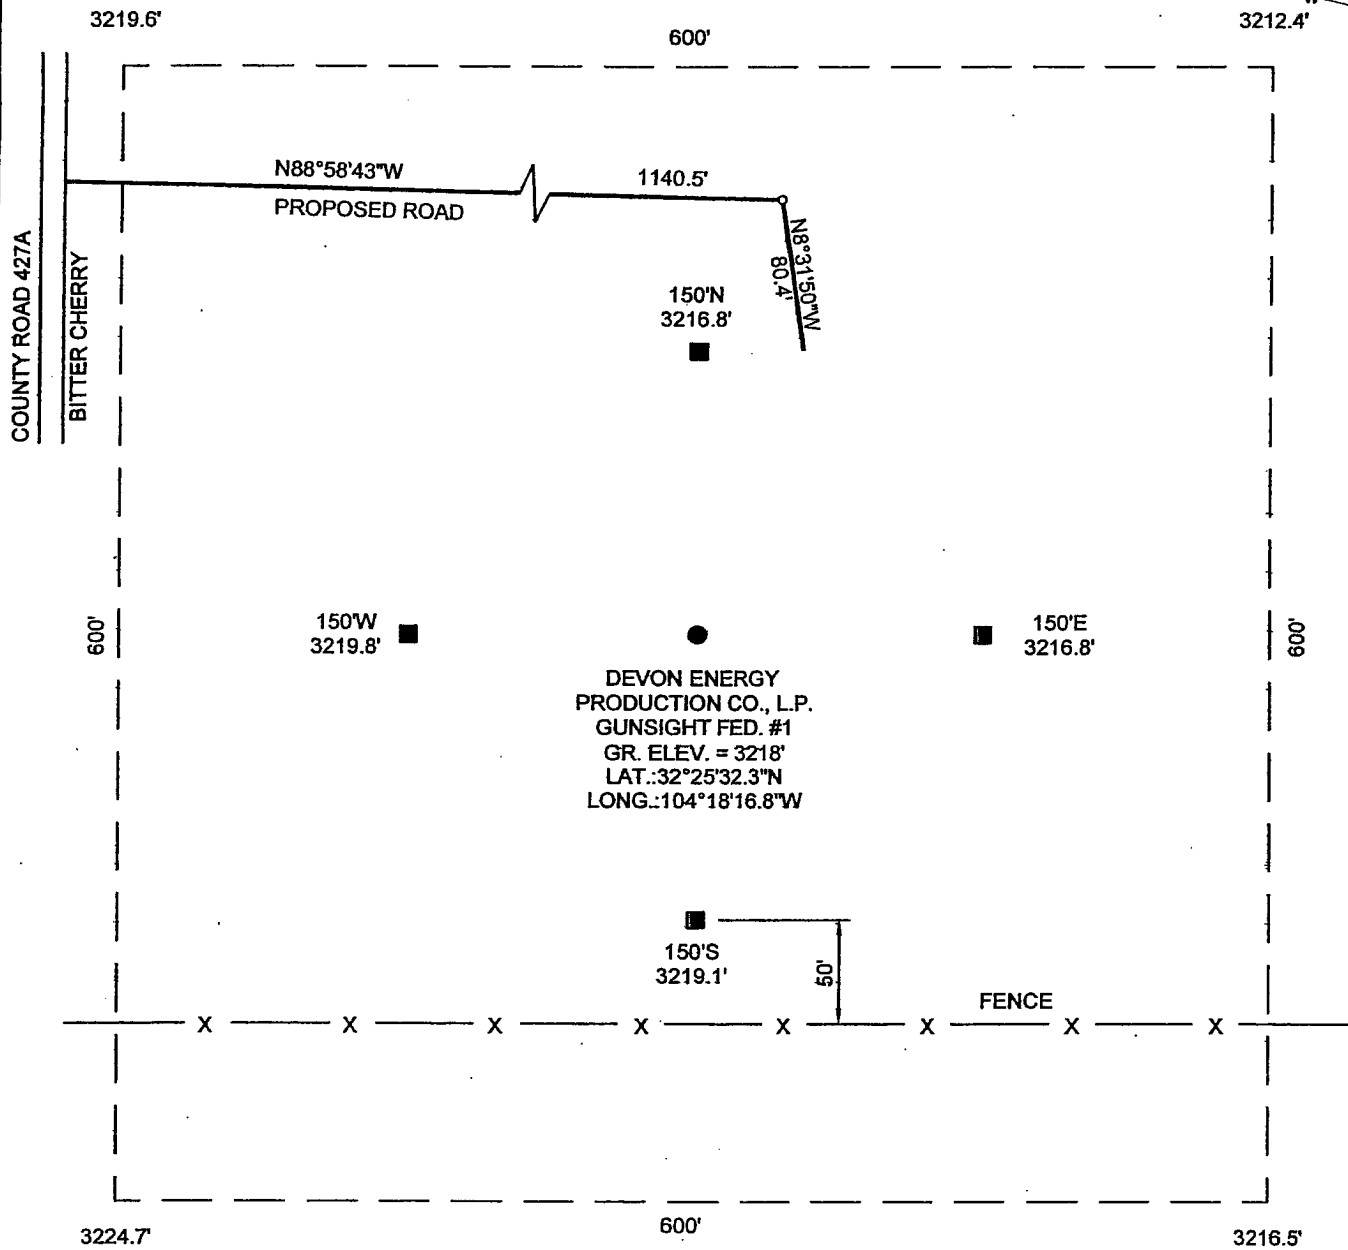 3219.6'
3212.4'
600'
N88°58'43"W
1140.5'
PROPOSED ROAD
COUNTY ROAD 427A
BITTER CHERRY
N8°31'50"W
80.4'
150'N
3216.8'
600'
150'W
3219.8'
150'E
3216.8'
600'
DEVON ENERGY
PRODUCTION CO., L.P.
GUNSIGHT FED. #1
GR. ELEV. = 3218'
LAT.:32°25'32.3"N
LONG.:104°18'16.8"W
150'S
3219.1'
50'
FENCE
X X X X X X X X
3224.7'
600'
3216.5'